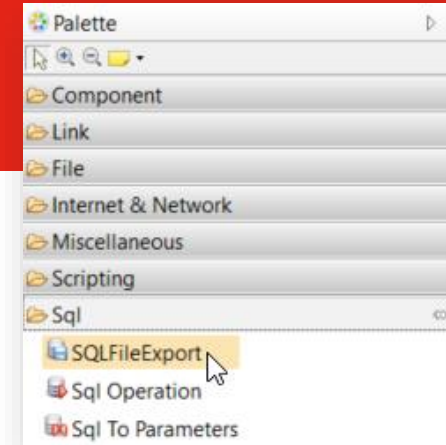 Palette
Component
Link
File
Internet & Network
Miscellaneous
Scripting
Sql
SQLFileExport
Sql Operation
Sql To Parameters